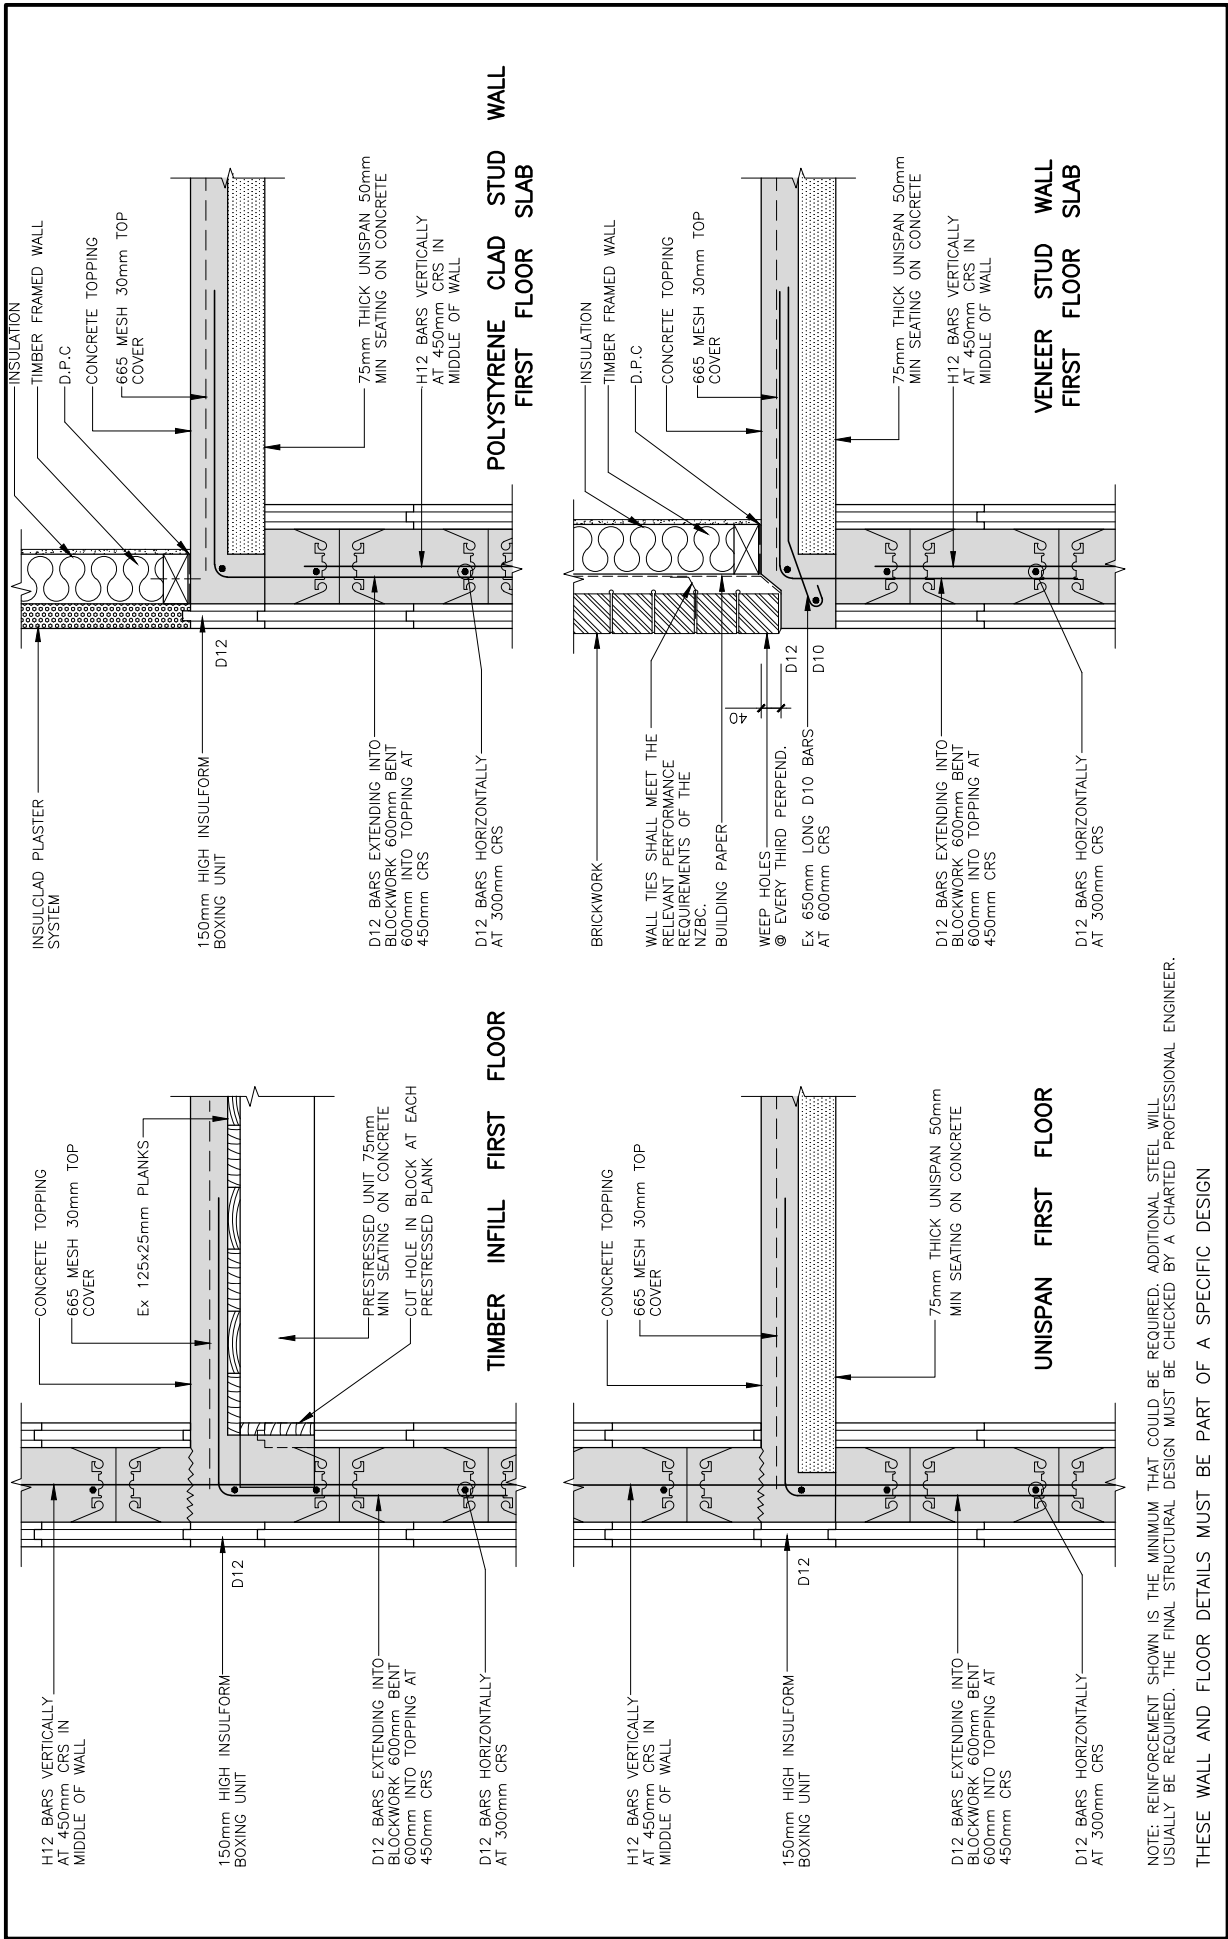 H12 BARS VERTICALLY
AT 450mm CRS IN
MIDDLE OF WALL
150mm HIGH INSULFORM
BOXING UNIT
D12
D12 BARS EXTENDING INTO
BLOCKWORK 600mm BENT
600mm INTO TOPPING AT
450mm CRS
D12 BARS HORIZONTALLY
AT 300mm CRS
CONCRETE TOPPING
665 MESH 30mm TOP
COVER
Ex 125x25mm PLANKS
PRESTRESSED UNIT 75mm
MIN SEATING ON CONCRETE
CUT HOLE IN BLOCK AT EACH
PRESTRESSED PLANK
TIMBER INFILL FIRST FLOOR
INSULCLAD PLASTER
SYSTEM
150mm HIGH INSULFORM
BOXING UNIT
D12
D12 BARS EXTENDING INTO
BLOCKWORK 600mm BENT
600mm INTO TOPPING AT
450mm CRS
D12 BARS HORIZONTALLY
AT 300mm CRS
INSULATION
TIMBER FRAMED WALL
D.P.C
CONCRETE TOPPING
665 MESH 30mm TOP
COVER
75mm THICK UNISPAN 50mm
MIN SEATING ON CONCRETE
H12 BARS VERTICALLY
AT 450mm CRS IN
MIDDLE OF WALL
POLYSTYRENE CLAD STUD WALL
FIRST FLOOR SLAB
H12 BARS VERTICALLY
AT 450mm CRS IN
MIDDLE OF WALL
150mm HIGH INSULFORM
BOXING UNIT
D12
D12 BARS EXTENDING INTO
BLOCKWORK 600mm BENT
600mm INTO TOPPING AT
450mm CRS
D12 BARS HORIZONTALLY
AT 300mm CRS
CONCRETE TOPPING
665 MESH 30mm TOP
COVER
75mm THICK UNISPAN 50mm
MIN SEATING ON CONCRETE
UNISPAN FIRST FLOOR
BRICKWORK
WALL TIES SHALL MEET THE
RELEVANT PERFORMANCE
REQUIREMENTS OF THE
NZBC.
BUILDING PAPER
WEEP HOLES
@ EVERY THIRD PERPEND.
Ex 650mm LONG D10 BARS
AT 600mm CRS
40
D12
D10
D12 BARS EXTENDING INTO
BLOCKWORK 600mm BENT
600mm INTO TOPPING AT
450mm CRS
D12 BARS HORIZONTALLY
AT 300mm CRS
INSULATION
TIMBER FRAMED WALL
D.P.C
CONCRETE TOPPING
665 MESH 30mm TOP
COVER
75mm THICK UNISPAN 50mm
MIN SEATING ON CONCRETE
H12 BARS VERTICALLY
AT 450mm CRS IN
MIDDLE OF WALL
VENEER STUD WALL
FIRST FLOOR SLAB
NOTE: REINFORCEMENT SHOWN IS THE MINIMUM THAT COULD BE REQUIRED. ADDITIONAL STEEL WILL
USUALLY BE REQUIRED. THE FINAL STRUCTURAL DESIGN MUST BE CHECKED BY A CHARTED PROFESSIONAL ENGINEER.
THESE WALL AND FLOOR DETAILS MUST BE PART OF A SPECIFIC DESIGN